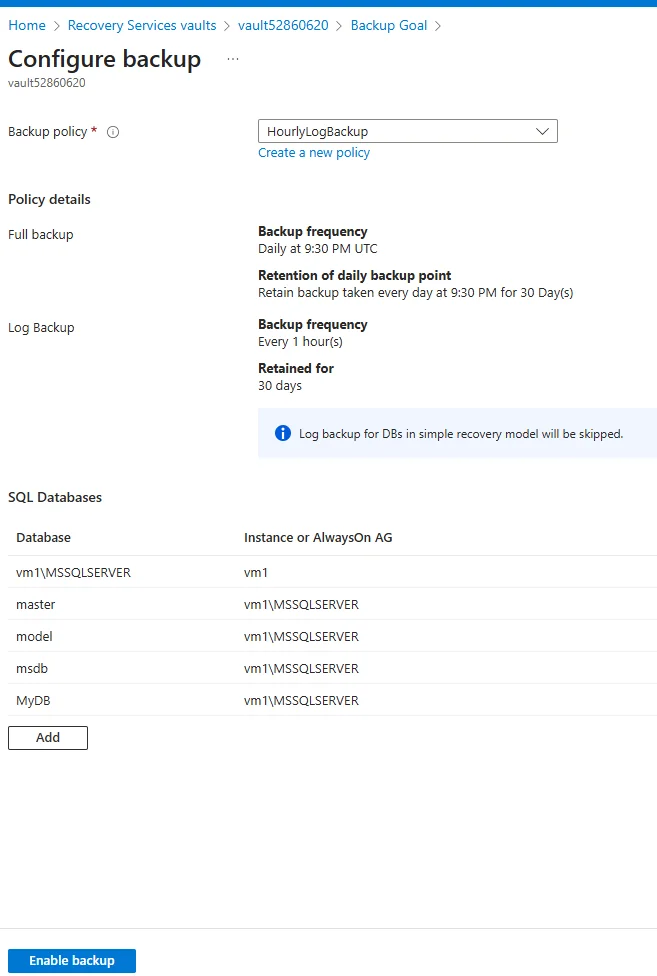 Home > Recovery Services vaults > vault52860620 > Backup Goal >
Configure backup ...
vault52860620
Backup policy * HourlyLogBackup
Create a new policy
Policy details
Full backup
Backup frequency
Daily at 9:30 PM UTC
Retention of daily backup point
Retain backup taken every day at 9:30 PM for 30 Day(s)
Log Backup
Backup frequency
Every 1 hour(s)
Retained for
30 days
Log backup for DBs in simple recovery model will be skipped.
SQL Databases
Database Instance or AlwaysOn AG
vm1\MSSQLSERVER vm1
master vm1\MSSQLSERVER
model vm1\MSSQLSERVER
msdb vm1\MSSQLSERVER
MyDB vm1\MSSQLSERVER
Add
Enable backup